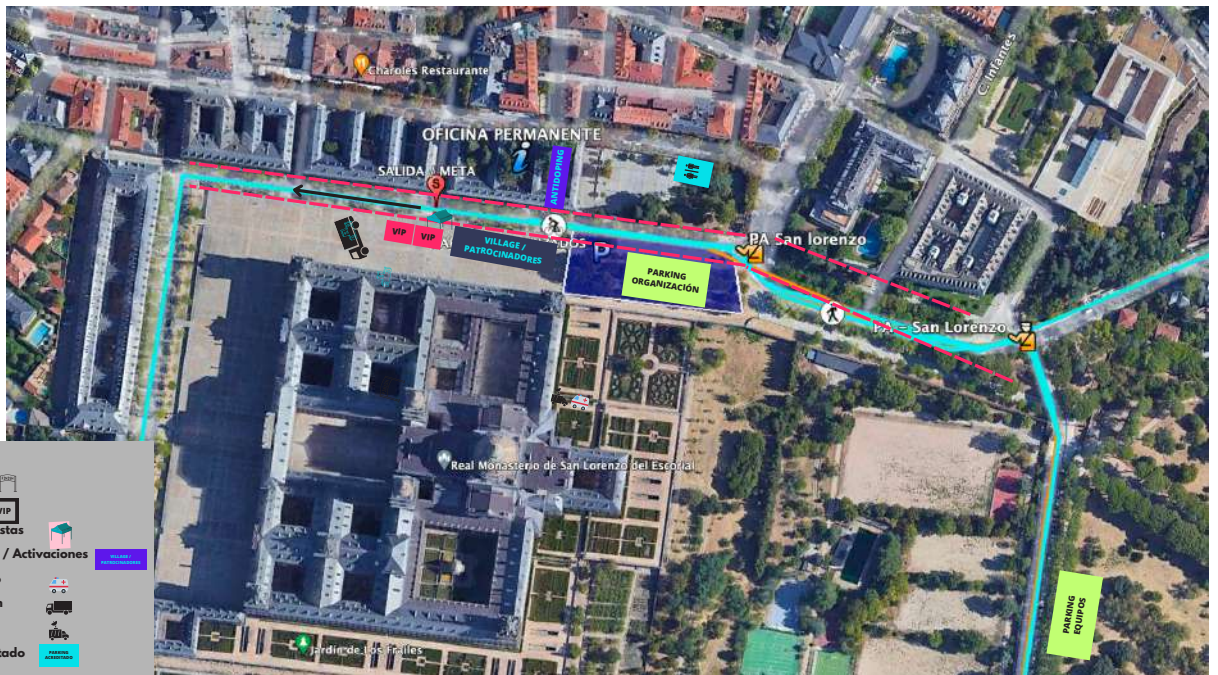 Charoles Restaurante
C. Infantes
OFICINA PERMANENTE
SALIDA / META
ANTIDOPING
S
VIP
VIP
VILLAGE /
PATROCINADORES
ADOS
P
PARKING
ORGANIZACIÓN
PA San lorenzo
PA - San Lorenzo
Real Monasterio de San Lorenzo del Escorial
Jardín de Los Frailes
PARKING
EQUIPOS
VIP
stas
/ Activaciones
VILLAGE /
PATROCINADORES
tado
PARKING
ACREDITADO